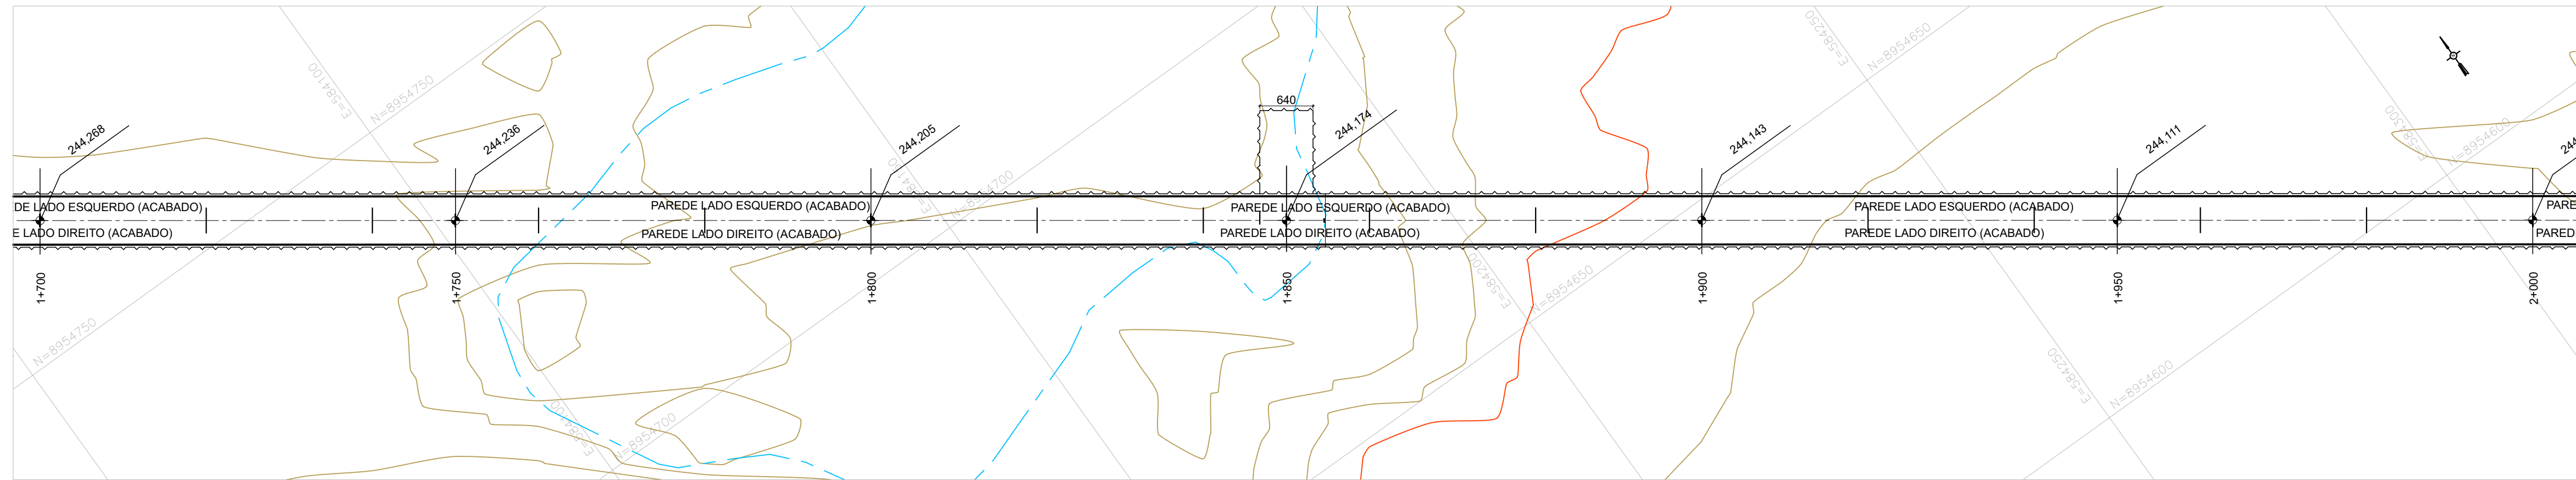 E=584100
N=8954750
E=584250
N=8954650
640
244,268
244,236
244,205
244,174
244,143
244,111
N=8954600
N=8954700
DE LADO ESQUERDO (ACABADO)
PAREDE LADO ESQUERDO (ACABADO)
PAREDE LADO ESQUERDO (ACABADO)
PAREDE LADO ESQUERDO (ACABADO)
E LADO DIREITO (ACABADO)
PAREDE LADO DIREITO (ACABADO)
PAREDE LADO DIREITO (ACABADO)
PAREDE LADO DIREITO (ACABADO)
PARED
1+700
1+750
1+800
1+850
1+900
1+950
2+000
E=584200
N=8954650
N=8954750
E=584250
N=8954600
E=584100
N=8954700